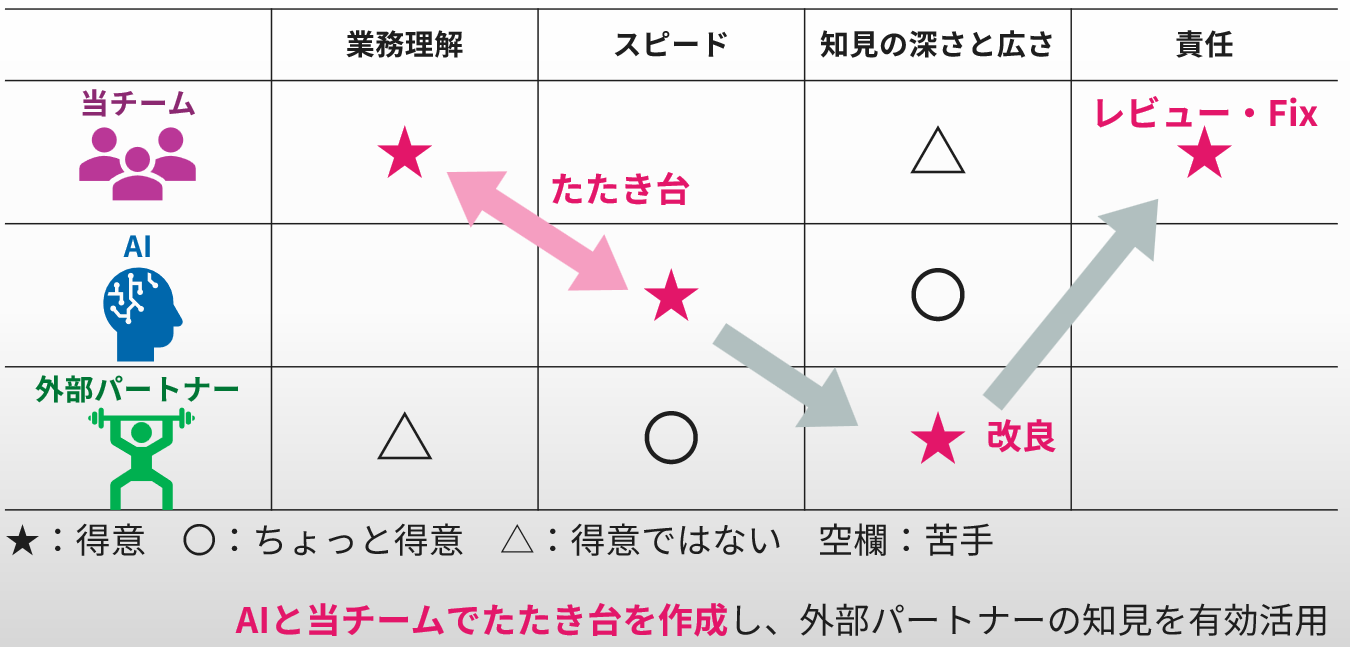 業務理解 スピード 知見の深さと広さ 責任
当チーム
レビュー・Fix
★ △ ★
たたき台
AI
★ ○
外部パートナー
△ ○ ★ 改良
★：得意　○：ちょっと得意　△：得意ではない　空欄：苦手
AIと当チームでたたき台を作成し、外部パートナーの知見を有効活用